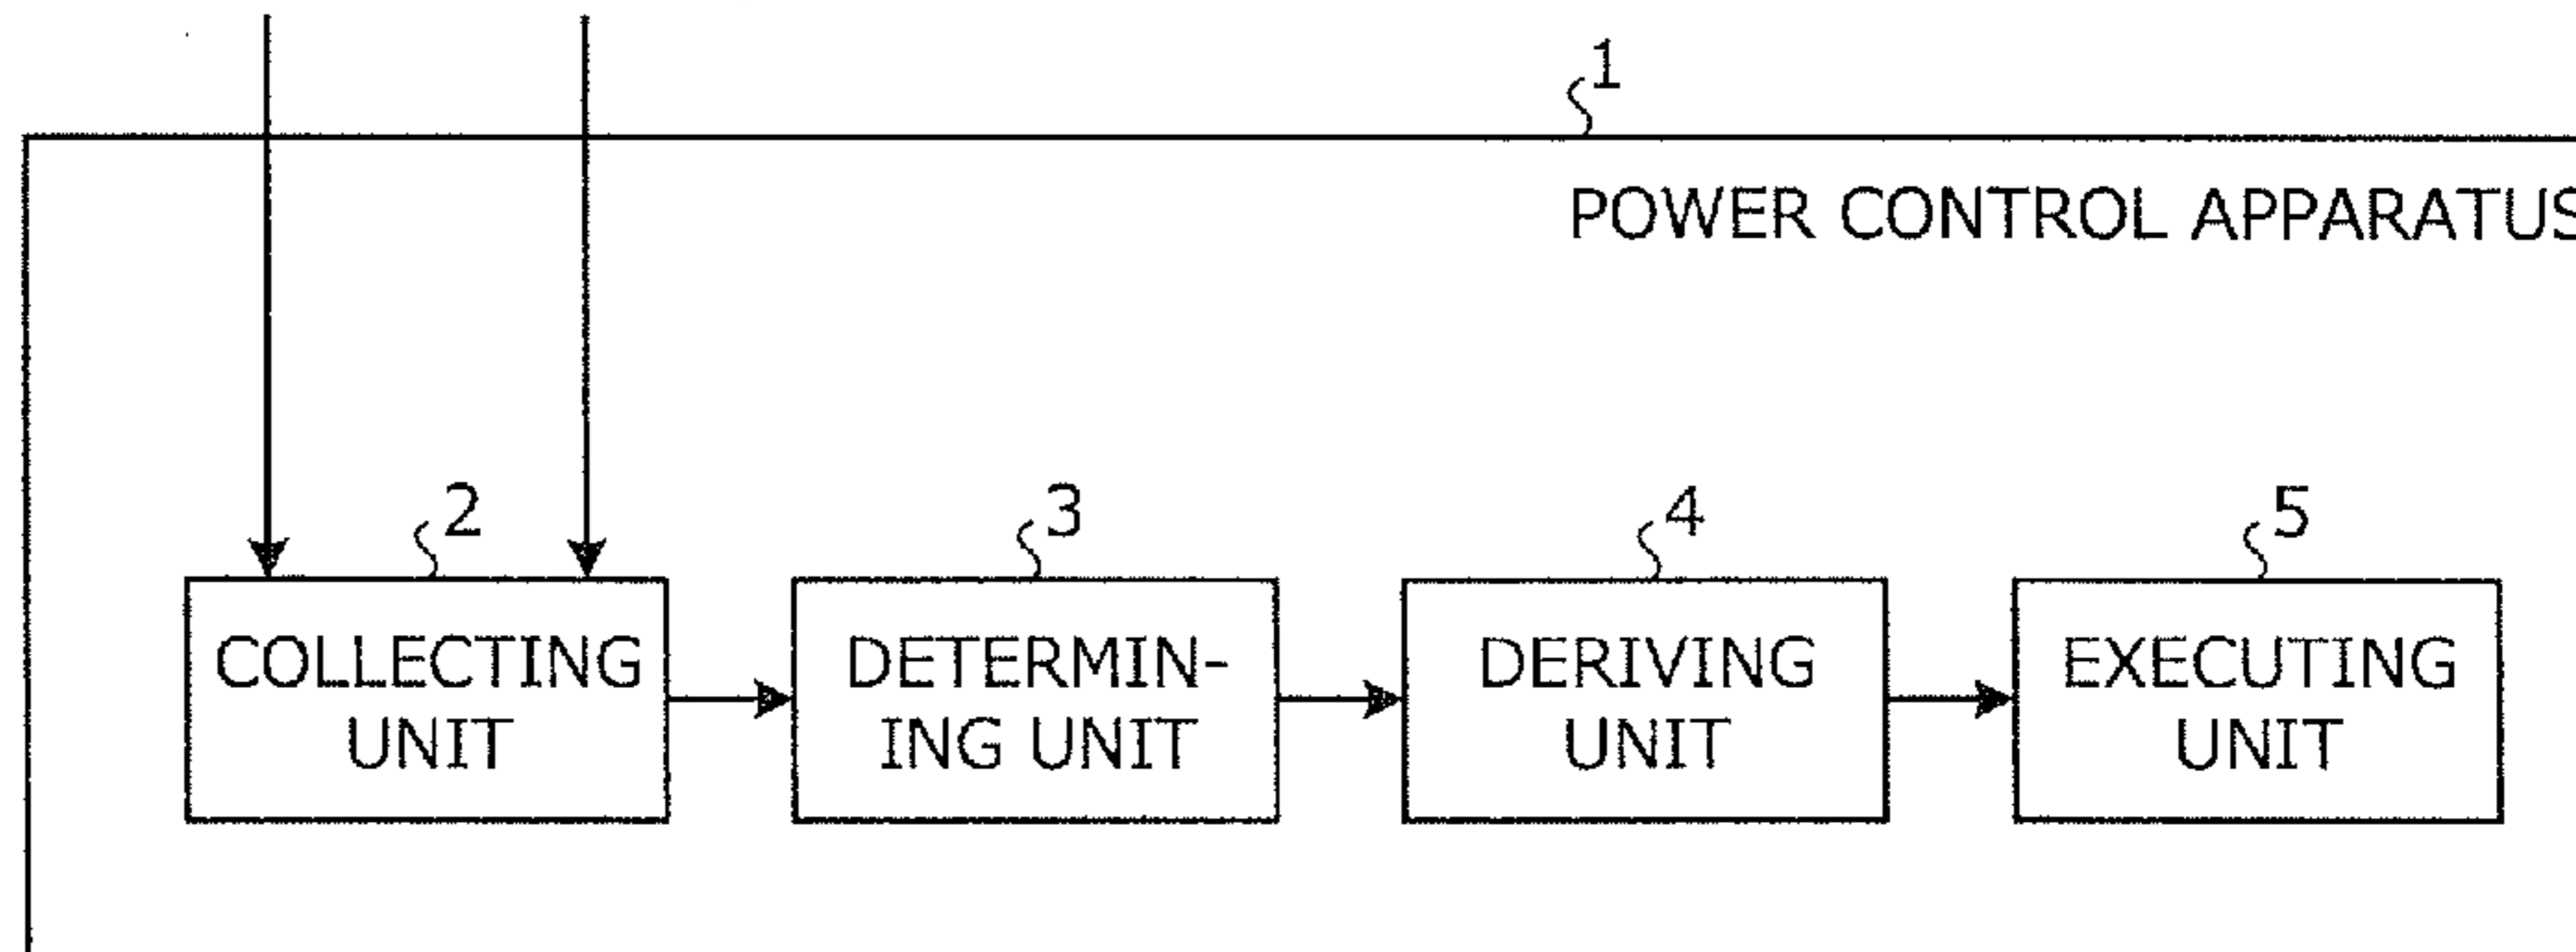 1
POWER CONTROL APPARATUS
2
3
4
5
COLLECTING
UNIT
DETERMIN-
ING UNIT
DERIVING
UNIT
EXECUTING
UNIT